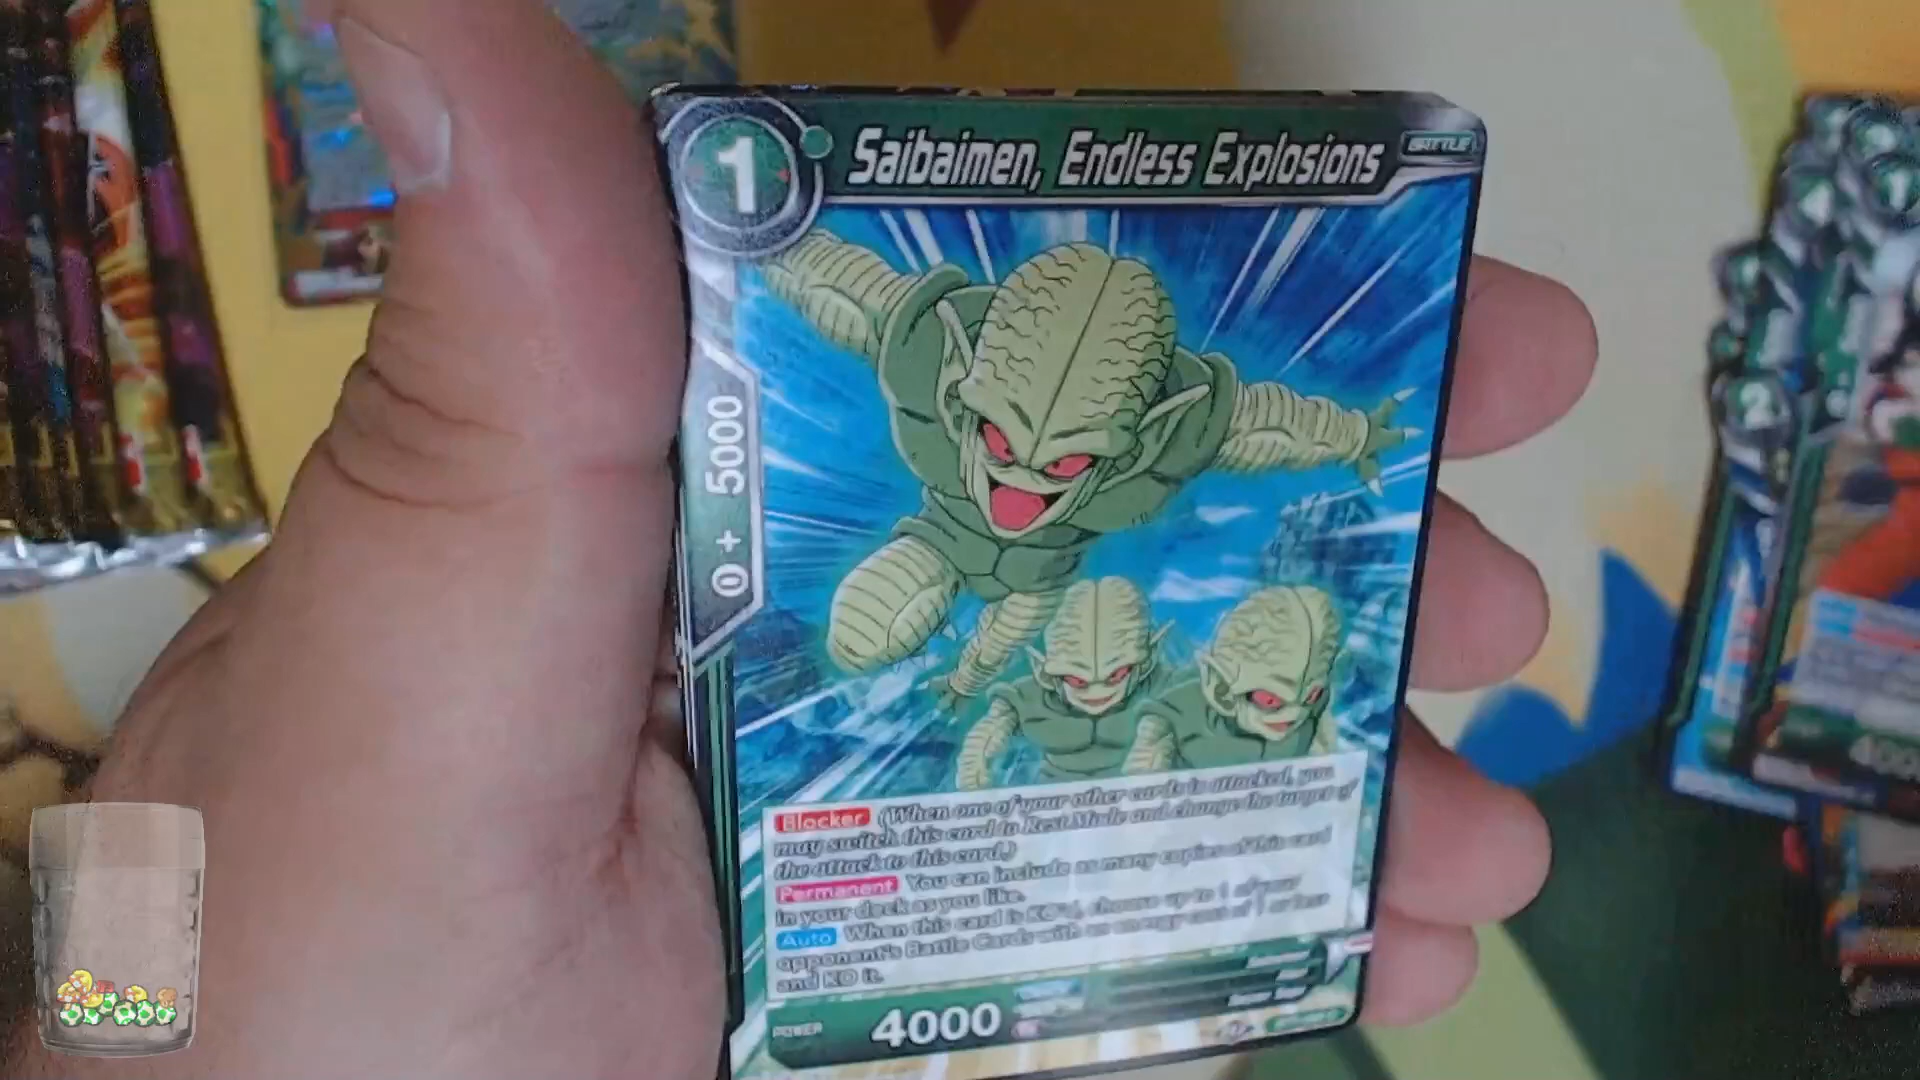 1
Saibaimen, Endless Explosions
BATTLE
0 + 5000
Blocker (When one of your other cards is attacked, you
may switch this card to Rest Mode and change the target of
the attack to this card.)
Permanent You can include as many copies of this card
in your deck as you like.
Auto When this card is KO'd, choose up to 1 of your
opponent's Battle Cards with an energy cost of 1 or less
and KO it.
POWER 4000
1
2
4000